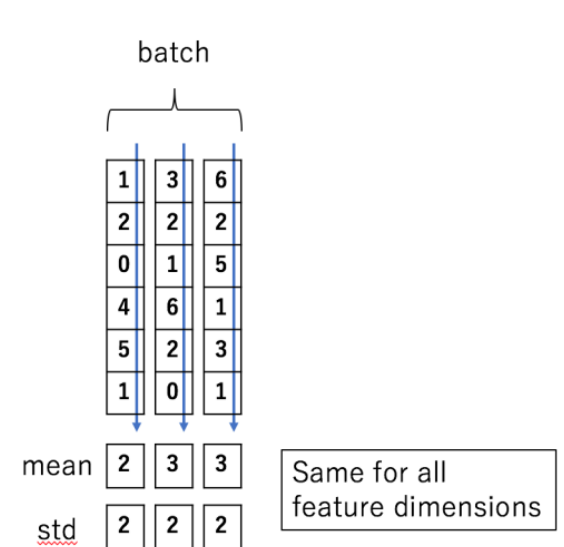 batch
1 3 6
2 2 2
0 1 5
4 6 1
5 2 3
1 0 1
mean 2 3 3
Same for all
feature dimensions
std 2 2 2